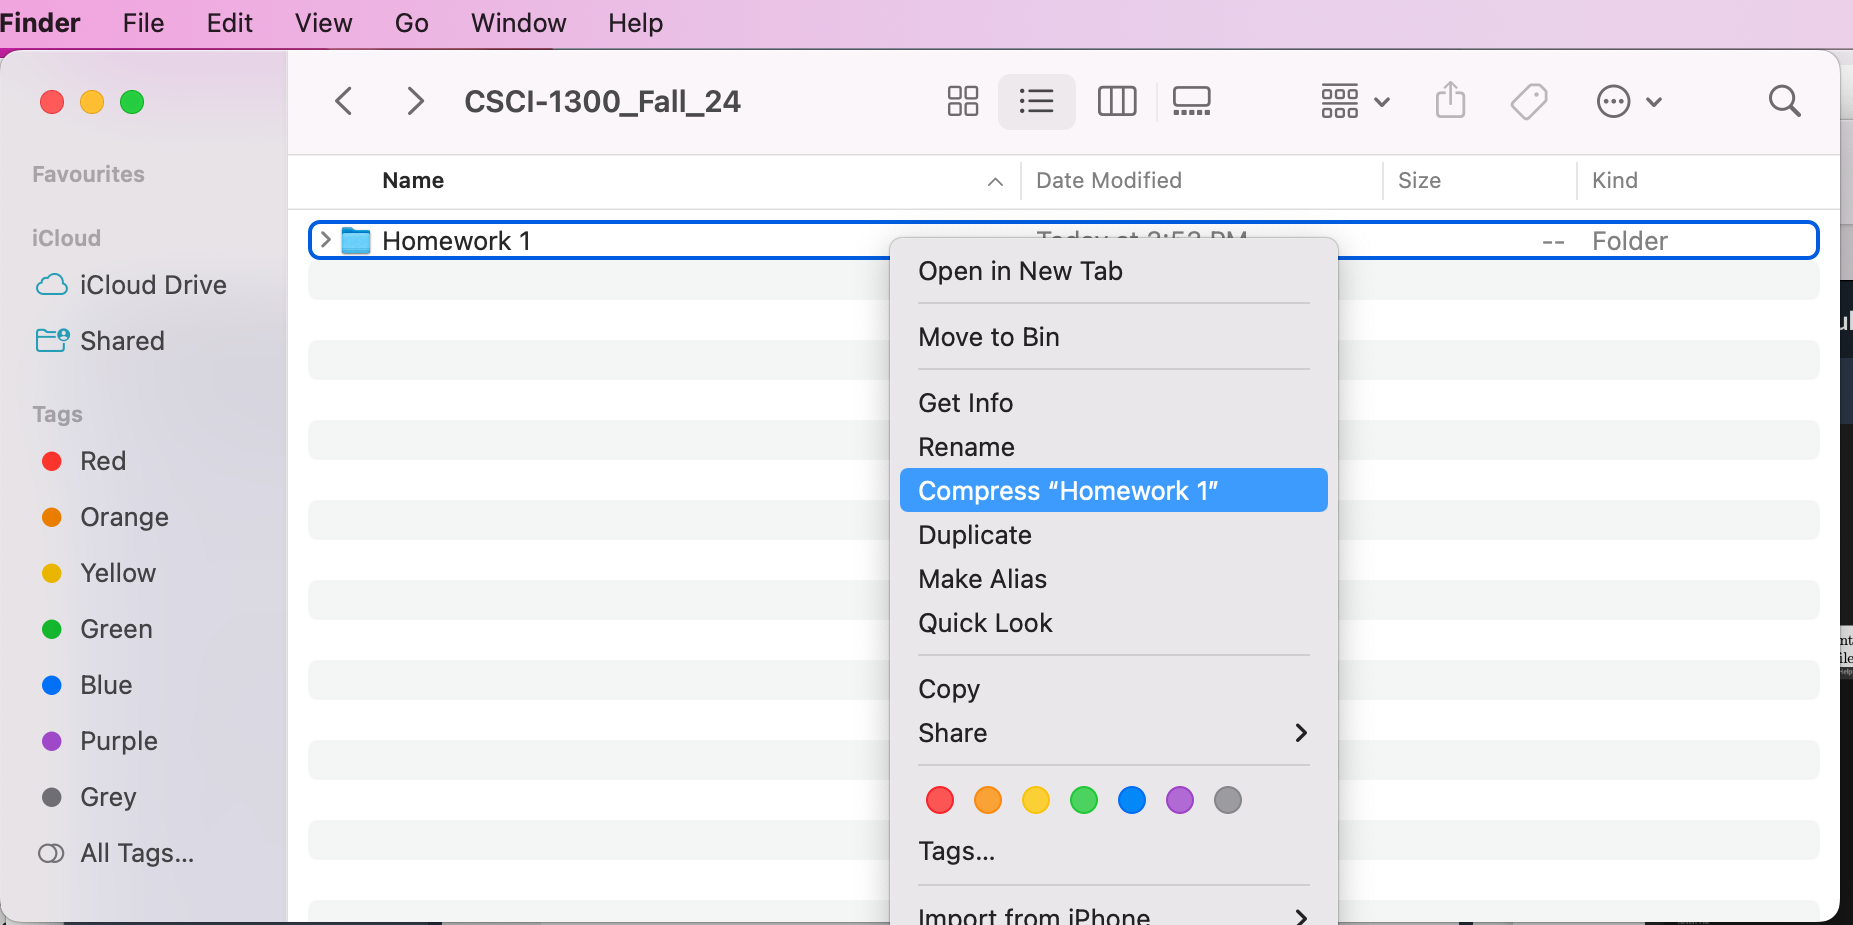 Finder File Edit View Go Window Help
CSCI-1300_Fall_24
Favourites
iCloud
iCloud Drive
Shared
Tags
Red
Orange
Yellow
Green
Blue
Purple
Grey
All Tags...
Name Date Modified Size Kind
Homework 1 -- Folder
Open in New Tab
Move to Bin
Get Info
Rename
Compress “Homework 1”
Duplicate
Make Alias
Quick Look
Copy
Share
Tags...
Import from iPhone